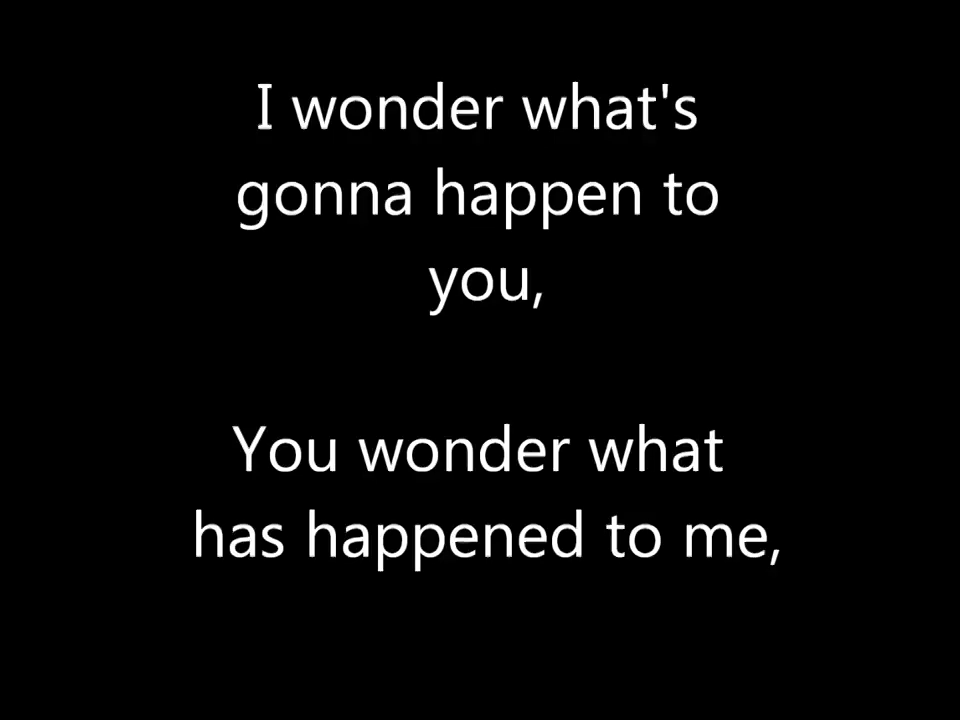 I wonder what's
gonna happen to
you,
You wonder what
has happened to me,